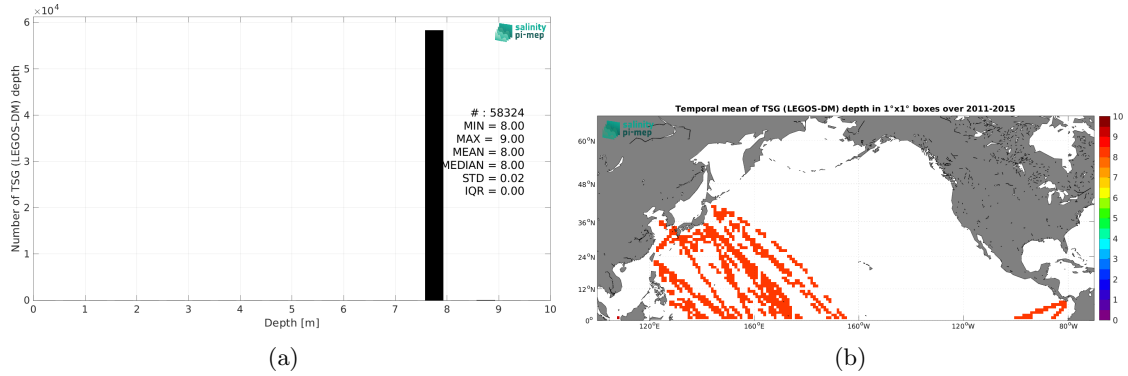 ×10⁴
salinity
pi-mep
6
5
4
3
2
1
0
Number of TSG (LEGOS-DM) depth
# : 58324
MIN = 8.00
MAX = 9.00
MEAN = 8.00
MEDIAN = 8.00
STD = 0.02
IQR = 0.00
0 1 2 3 4 5 6 7 8 9 10
Depth [m]
(a)
Temporal mean of TSG (LEGOS-DM) depth in 1°x1° boxes over 2011-2015
salinity
pi-mep
60°N
48°N
36°N
24°N
12°N
0°
120°E 160°E 160°W 120°W 80°W
10
9
8
7
6
5
4
3
2
1
0
(b)